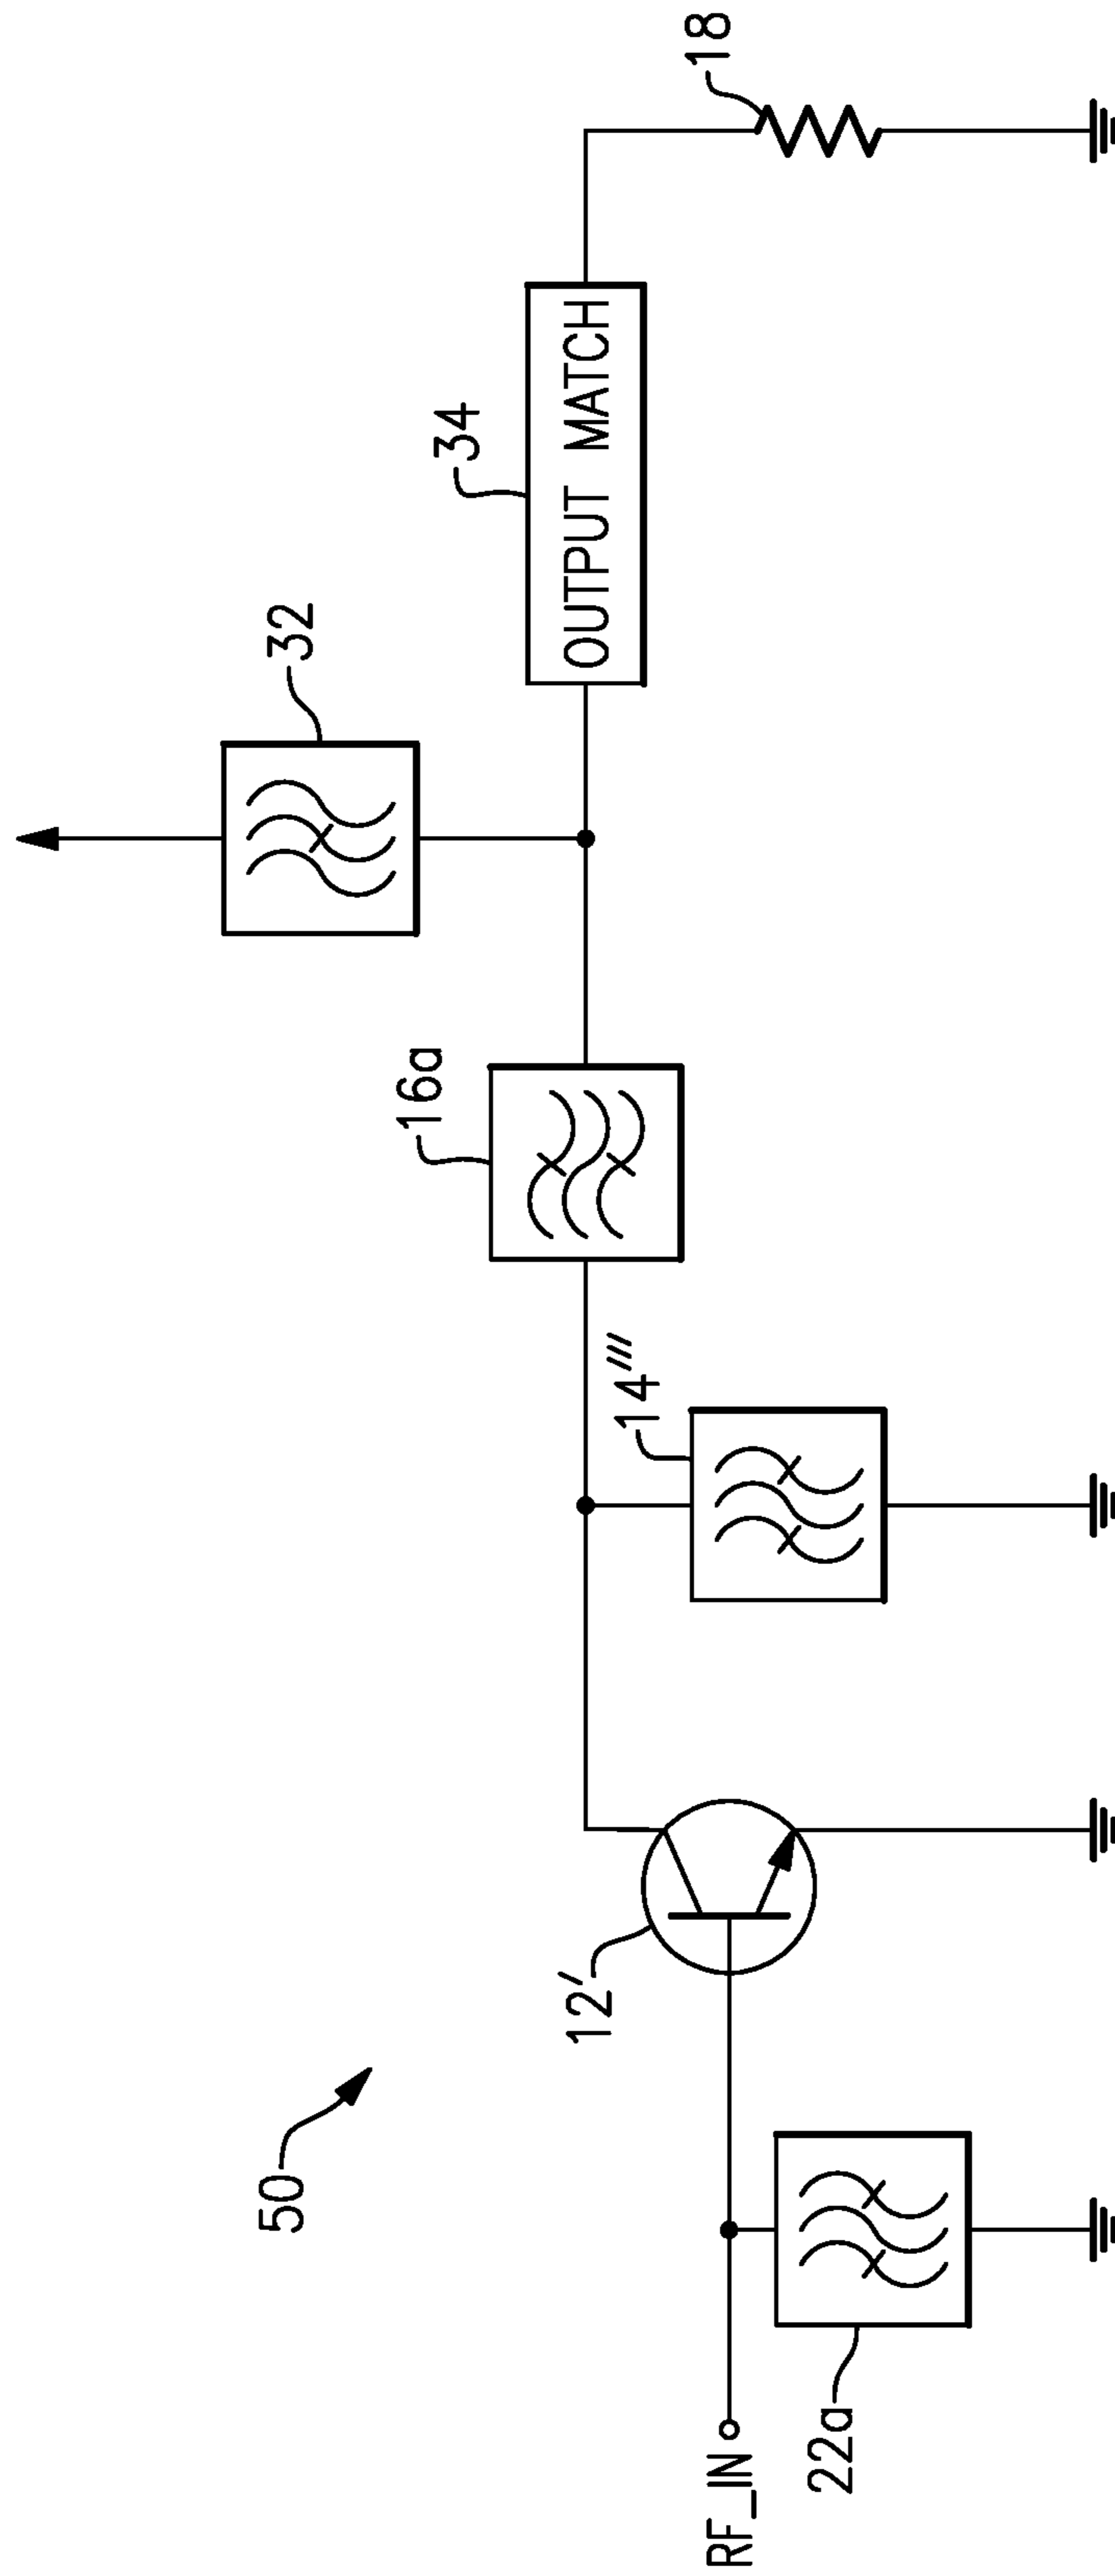 50
RF_IN
22a
12′
14‴
16a
32
34
OUTPUT MATCH
18